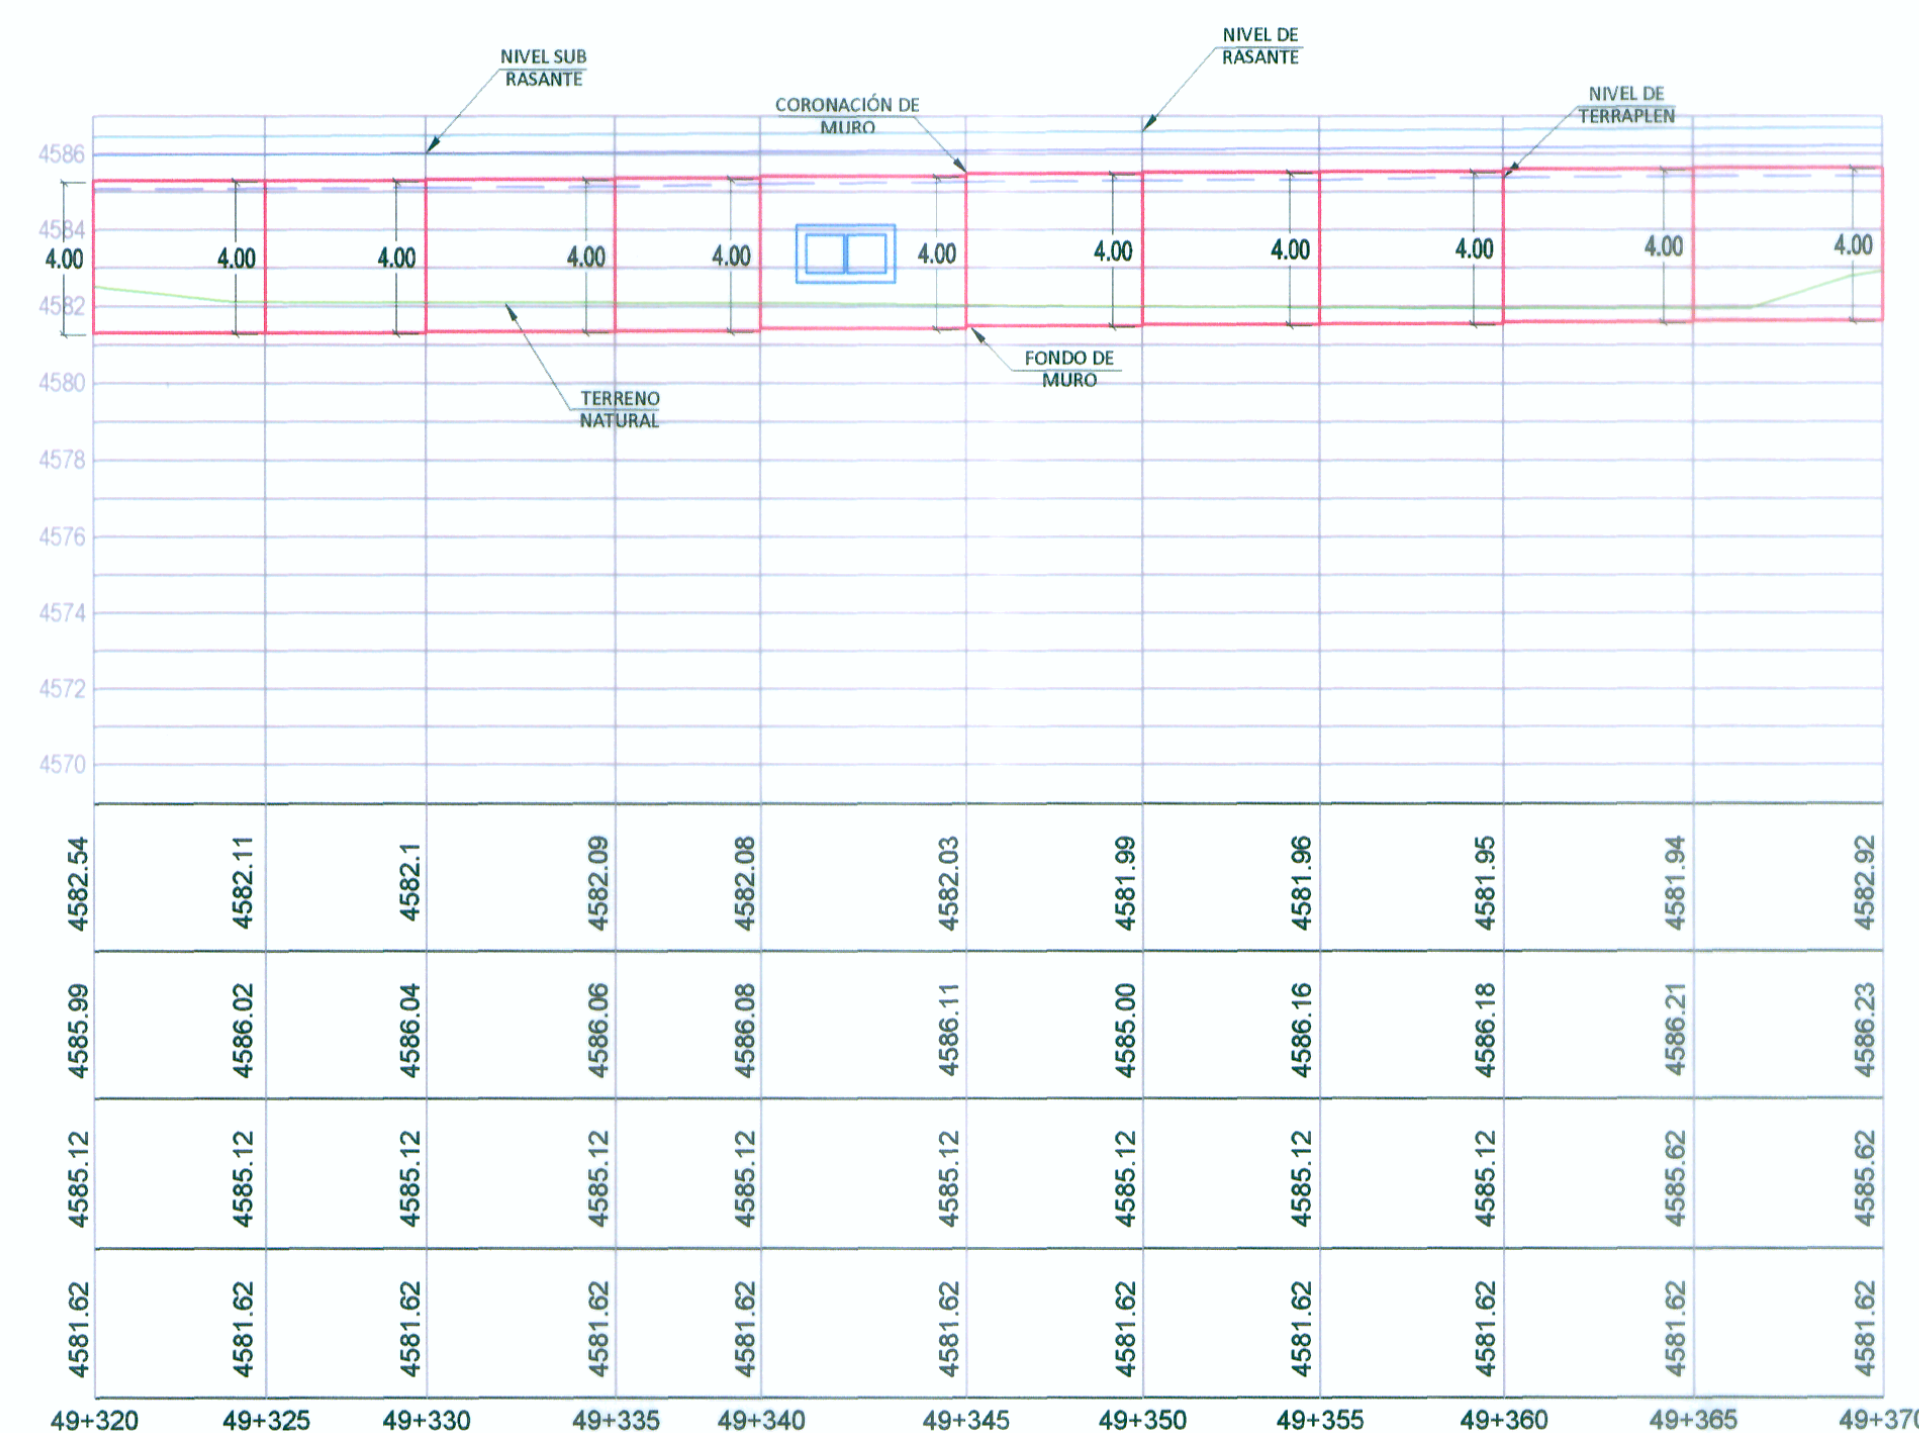 NIVEL DE
RASANTE
NIVEL SUB
RASANTE
NIVEL DE
TERRAPLEN
CORONACIÓN DE
MURO
4586
4584
4.00 4.00 4.00 4.00 4.00 4.00 4.00 4.00 4.00 4.00 4.00
4582
FONDO DE
MURO
4580
TERRENO
NATURAL
4578
4576
4574
4572
4570
4582.54 4582.11 4582.1 4582.09 4582.08 4582.03 4581.99 4581.96 4581.95 4581.94 4582.92
4585.99 4586.02 4586.04 4586.06 4586.08 4586.11 4585.00 4586.16 4586.18 4586.21 4586.23
4585.12 4585.12 4585.12 4585.12 4585.12 4585.12 4585.12 4585.12 4585.12 4585.62 4585.62
4581.62 4581.62 4581.62 4581.62 4581.62 4581.62 4581.62 4581.62 4581.62 4581.62 4581.62
49+320 49+325 49+330 49+335 49+340 49+345 49+350 49+355 49+360 49+365 49+370